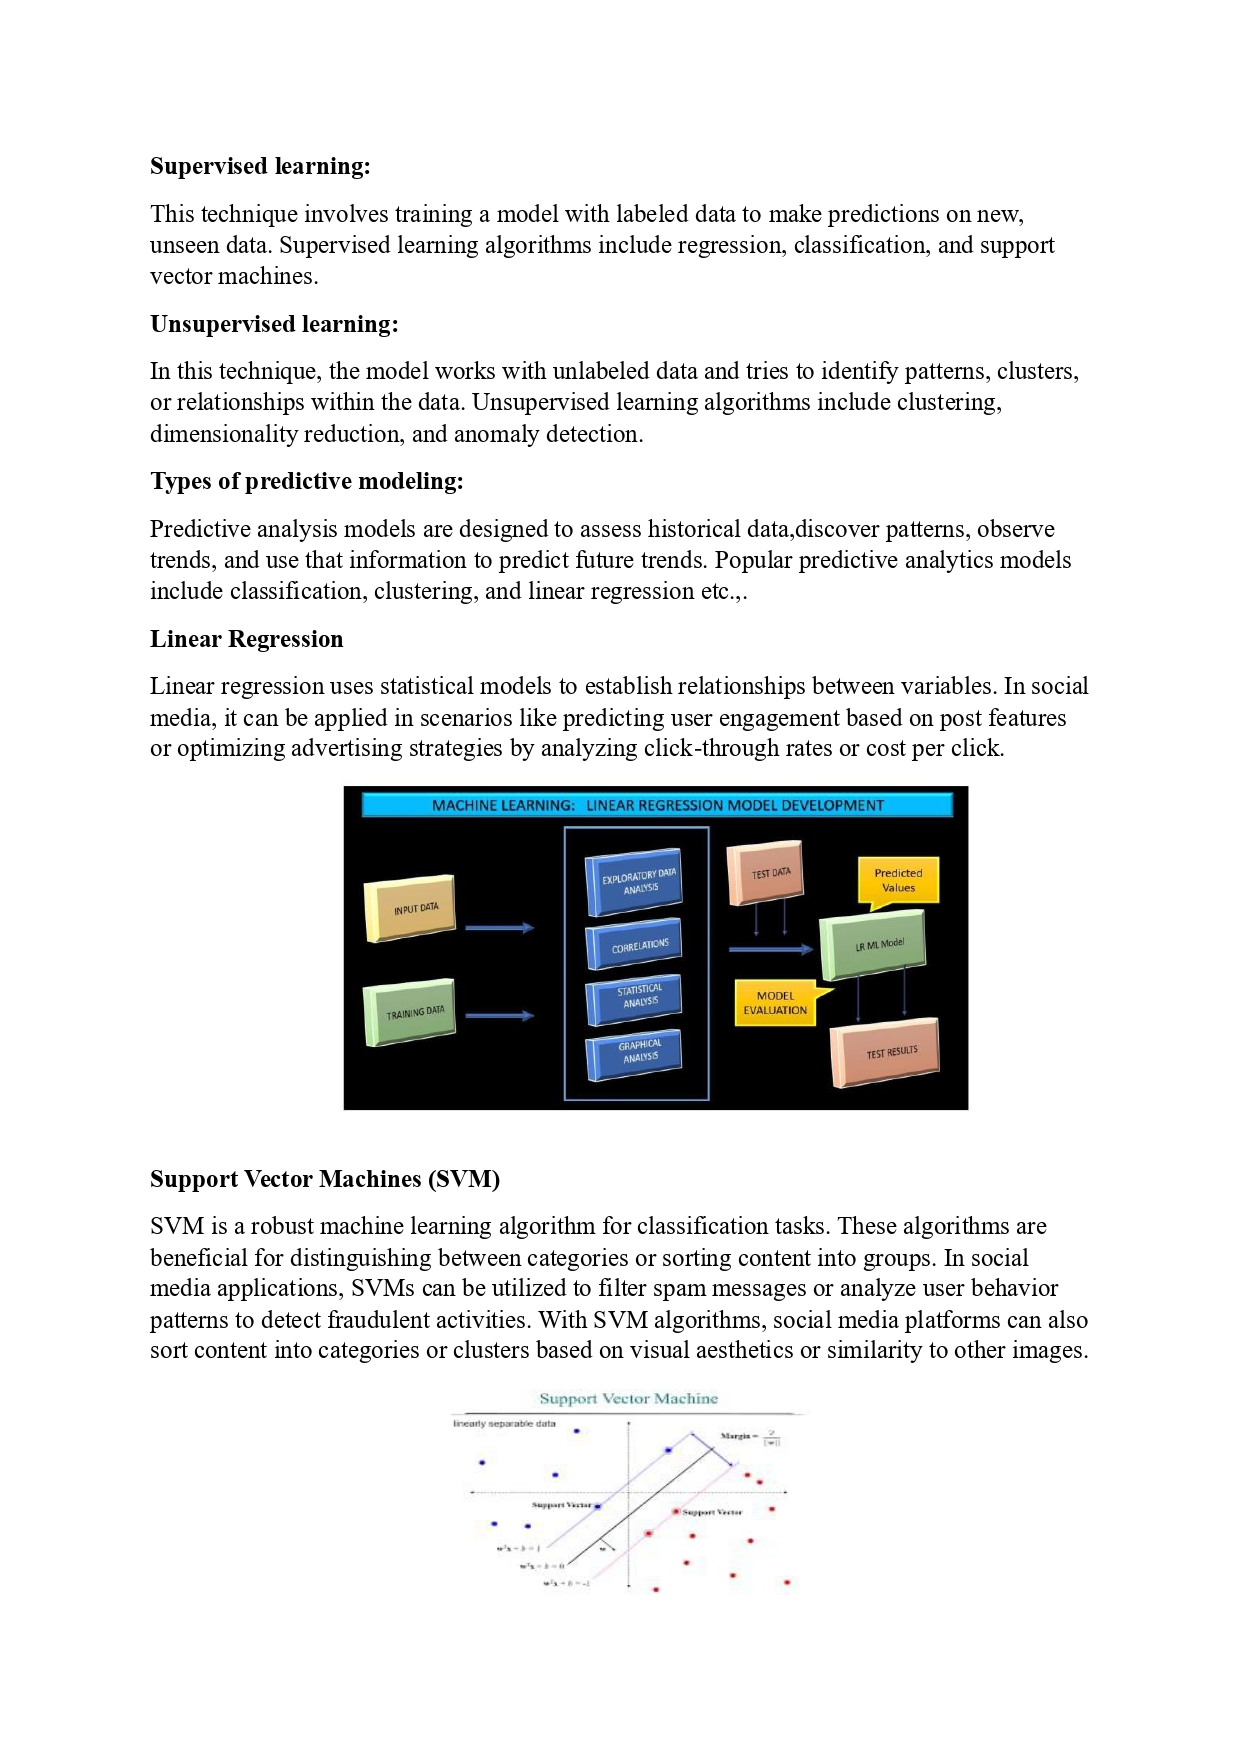 Supervised learning:
This technique involves training a model with labeled data to make predictions on new,
unseen data. Supervised learning algorithms include regression, classification, and support
vector machines.
Unsupervised learning:
In this technique, the model works with unlabeled data and tries to identify patterns, clusters,
or relationships within the data. Unsupervised learning algorithms include clustering,
dimensionality reduction, and anomaly detection.
Types of predictive modeling:
Predictive analysis models are designed to assess historical data,discover patterns, observe
trends, and use that information to predict future trends. Popular predictive analytics models
include classification, clustering, and linear regression etc.,.
Linear Regression
Linear regression uses statistical models to establish relationships between variables. In social
media, it can be applied in scenarios like predicting user engagement based on post features
or optimizing advertising strategies by analyzing click-through rates or cost per click.
MACHINE LEARNING: LINEAR REGRESSION MODEL DEVELOPMENT
INPUT DATA
TRAINING DATA
EXPLORATORY DATA
ANALYSIS
CORRELATIONS
STATISTICAL
ANALYSIS
GRAPHICAL
ANALYSIS
TEST DATA
Predicted
Values
LR ML Model
MODEL
EVALUATION
TEST RESULTS
Support Vector Machines (SVM)
SVM is a robust machine learning algorithm for classification tasks. These algorithms are
beneficial for distinguishing between categories or sorting content into groups. In social
media applications, SVMs can be utilized to filter spam messages or analyze user behavior
patterns to detect fraudulent activities. With SVM algorithms, social media platforms can also
sort content into categories or clusters based on visual aesthetics or similarity to other images.
Support Vector Machine
linearly separable data
Margin =
Support Vector
Support Vector
w